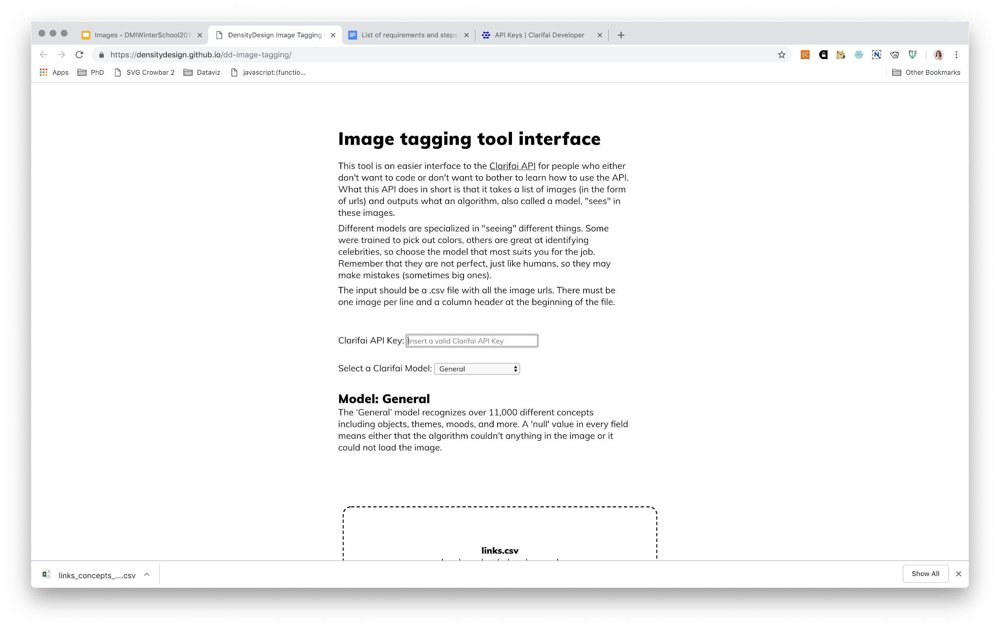 Images - DMIWinterSchool201
DensityDesign Image Tagging
List of requirements and steps
API Keys | Clarifai Developer
https://densitydesign.github.io/dd-image-tagging/
SC
N
Apps
PhD
SVG Crowbar 2
Dataviz
javascript:(functio...
Other Bookmarks
Image tagging tool interface
This tool is an easier interface to the Clarifai API for people who either
don't want to code or don't want to bother to learn how to use the API.
What this API does in short is that it takes a list of images (in the form
of urls) and outputs what an algorithm, also called a model, "sees" in
these images.
Different models are specialized in "seeing" different things. Some
were trained to pick out colors, others are great at identifying
celebrities, so choose the model that most suits you for the job.
Remember that they are not perfect, just like humans, so they may
make mistakes (sometimes big ones).
The input should be a .csv file with all the image urls. There must be
one image per line and a column header at the beginning of the file.
Clarifai API Key: Insert a valid Clarifai API Key
Select a Clarifai Model: General
Model: General
The ‘General’ model recognizes over 11,000 different concepts
including objects, themes, moods, and more. A 'null' value in every field
means either that the algorithm couldn't anything in the image or it
could not load the image.
links.csv
links_concepts_....csv
Show All